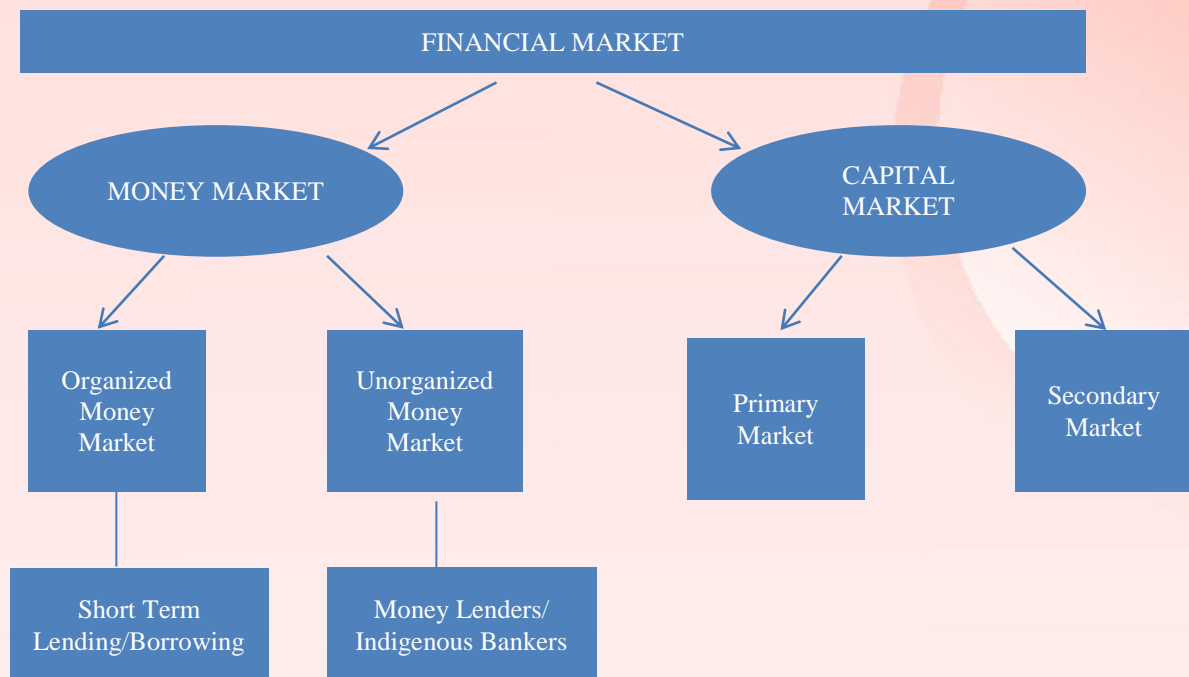 FINANCIAL MARKET
MONEY MARKET
CAPITAL
MARKET
Organized
Money
Market
Unorganized
Money
Market
Primary
Market
Secondary
Market
Short Term
Lending/Borrowing
Money Lenders/
Indigenous Bankers